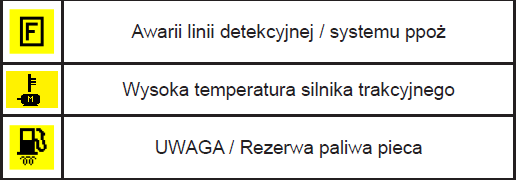 F
Awarii linii detekcyjnej / systemu ppoż
M
Wysoka temperatura silnika trakcyjnego
UWAGA / Rezerwa paliwa pieca